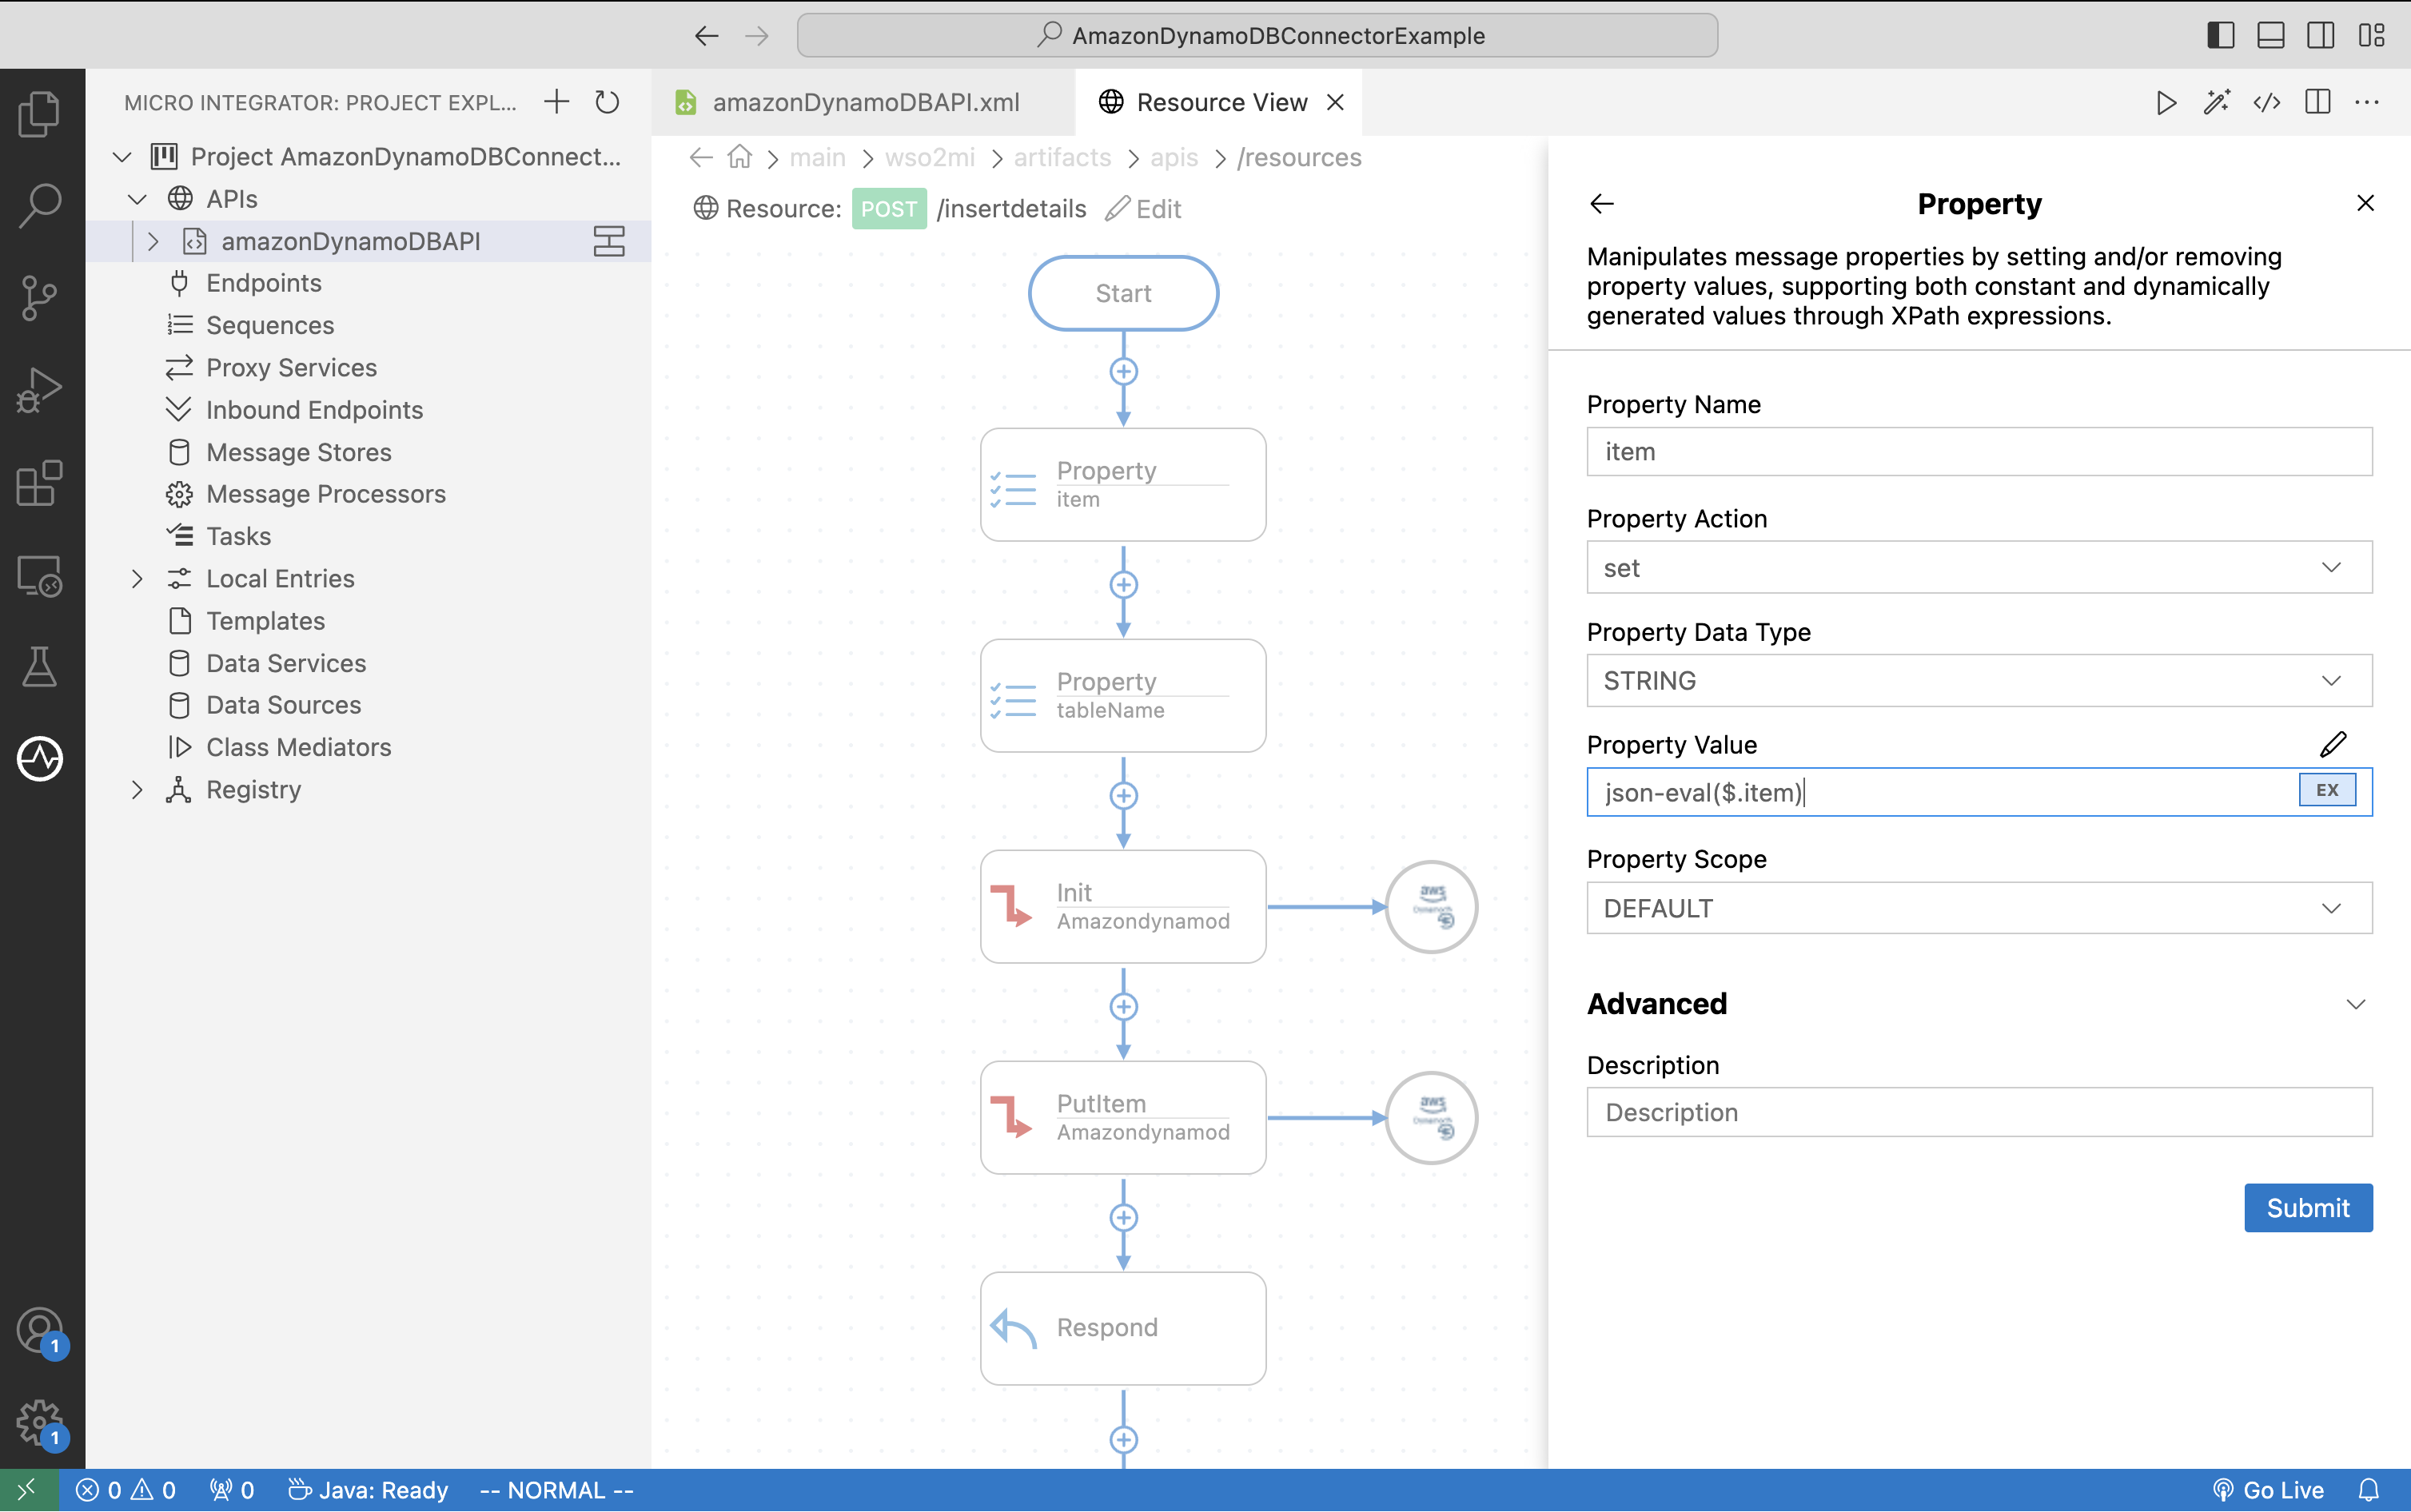 AmazonDynamoDBConnectorExample
MICRO INTEGRATOR: PROJECT EXPL...
Project AmazonDynamoDBConnect...
APIs
amazonDynamoDBAPI
Endpoints
Sequences
Proxy Services
Inbound Endpoints
Message Stores
Message Processors
Tasks
Local Entries
Templates
Data Services
Data Sources
Class Mediators
Registry
1
1
amazonDynamoDBAPI.xml
Resource View
main > wso2mi > artifacts > apis > /resources
Resource: POST /insertdetails Edit
Start
Property
item
Property
tableName
Init
Amazondynamod
aws
PutItem
Amazondynamod
aws
Respond
Property
Manipulates message properties by setting and/or removing
property values, supporting both constant and dynamically
generated values through XPath expressions.
Property Name
item
Property Action
set
Property Data Type
STRING
Property Value
json-eval($.item)
EX
Property Scope
DEFAULT
Advanced
Description
Description
Submit
0 0 0 Java: Ready -- NORMAL -- Go Live